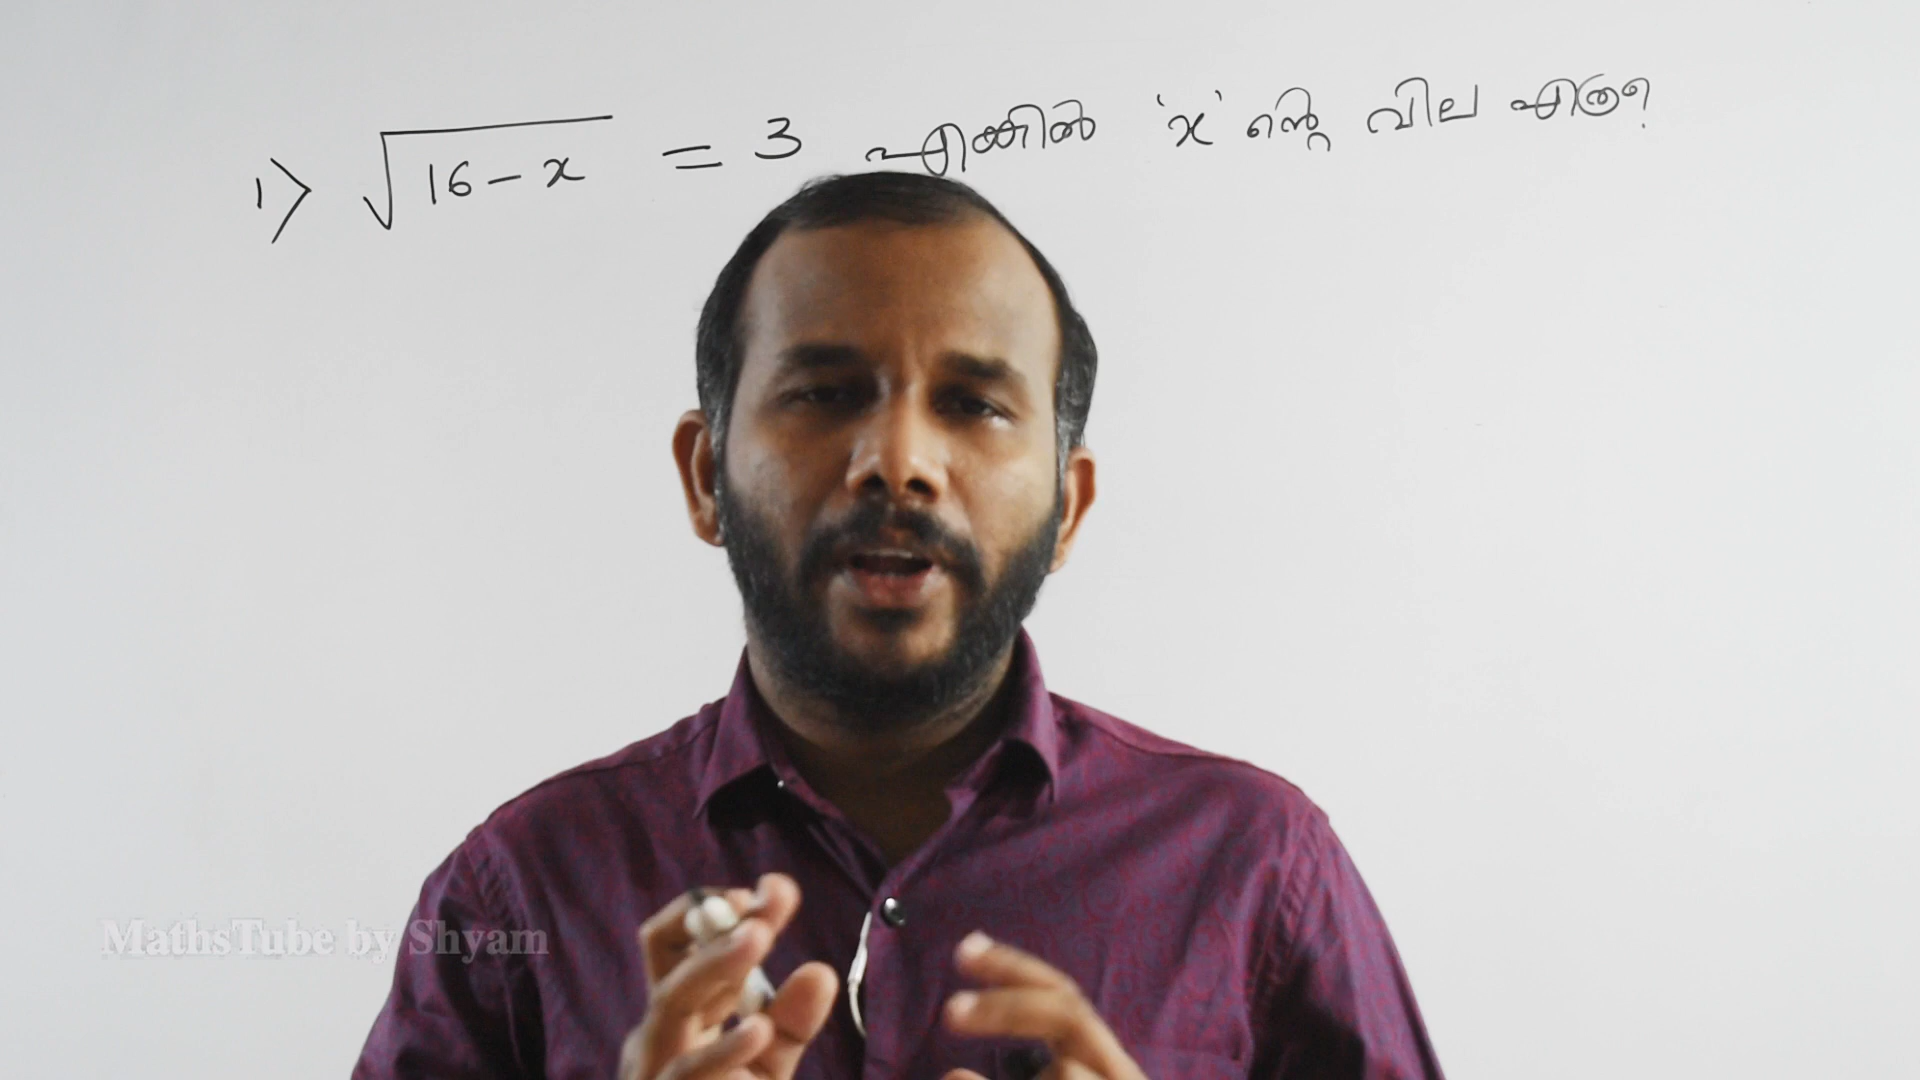 1) √16 - x = 3 എങ്കിൽ 'x' ന്റെ വില എത്ര?
MathsTube by Shyam